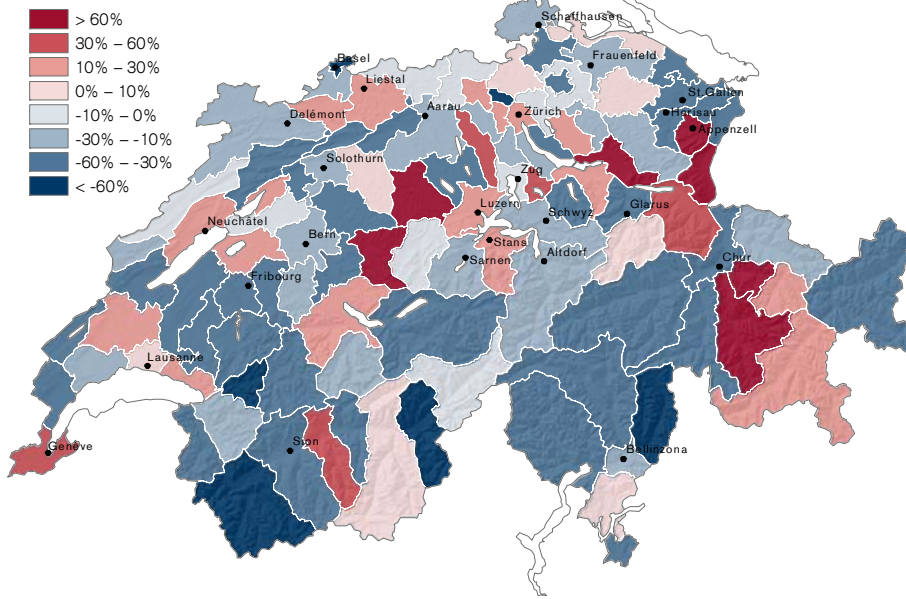 > 60%
30% – 60%
10% – 30%
0% – 10%
-10% – 0%
-30% – -10%
-60% – -30%
< -60%
Schaffhausen
Basel
Frauenfeld
Liestal
St.Gallen
Aarau
Delémont
Zürich
Herisau
Appenzell
Solothurn
Zug
Luzern
Glarus
Schwyz
Neuchâtel
Bern
Stans
Sarnen
Altdorf
Chur
Fribourg
Lausanne
Sion
Genève
Bellinzona